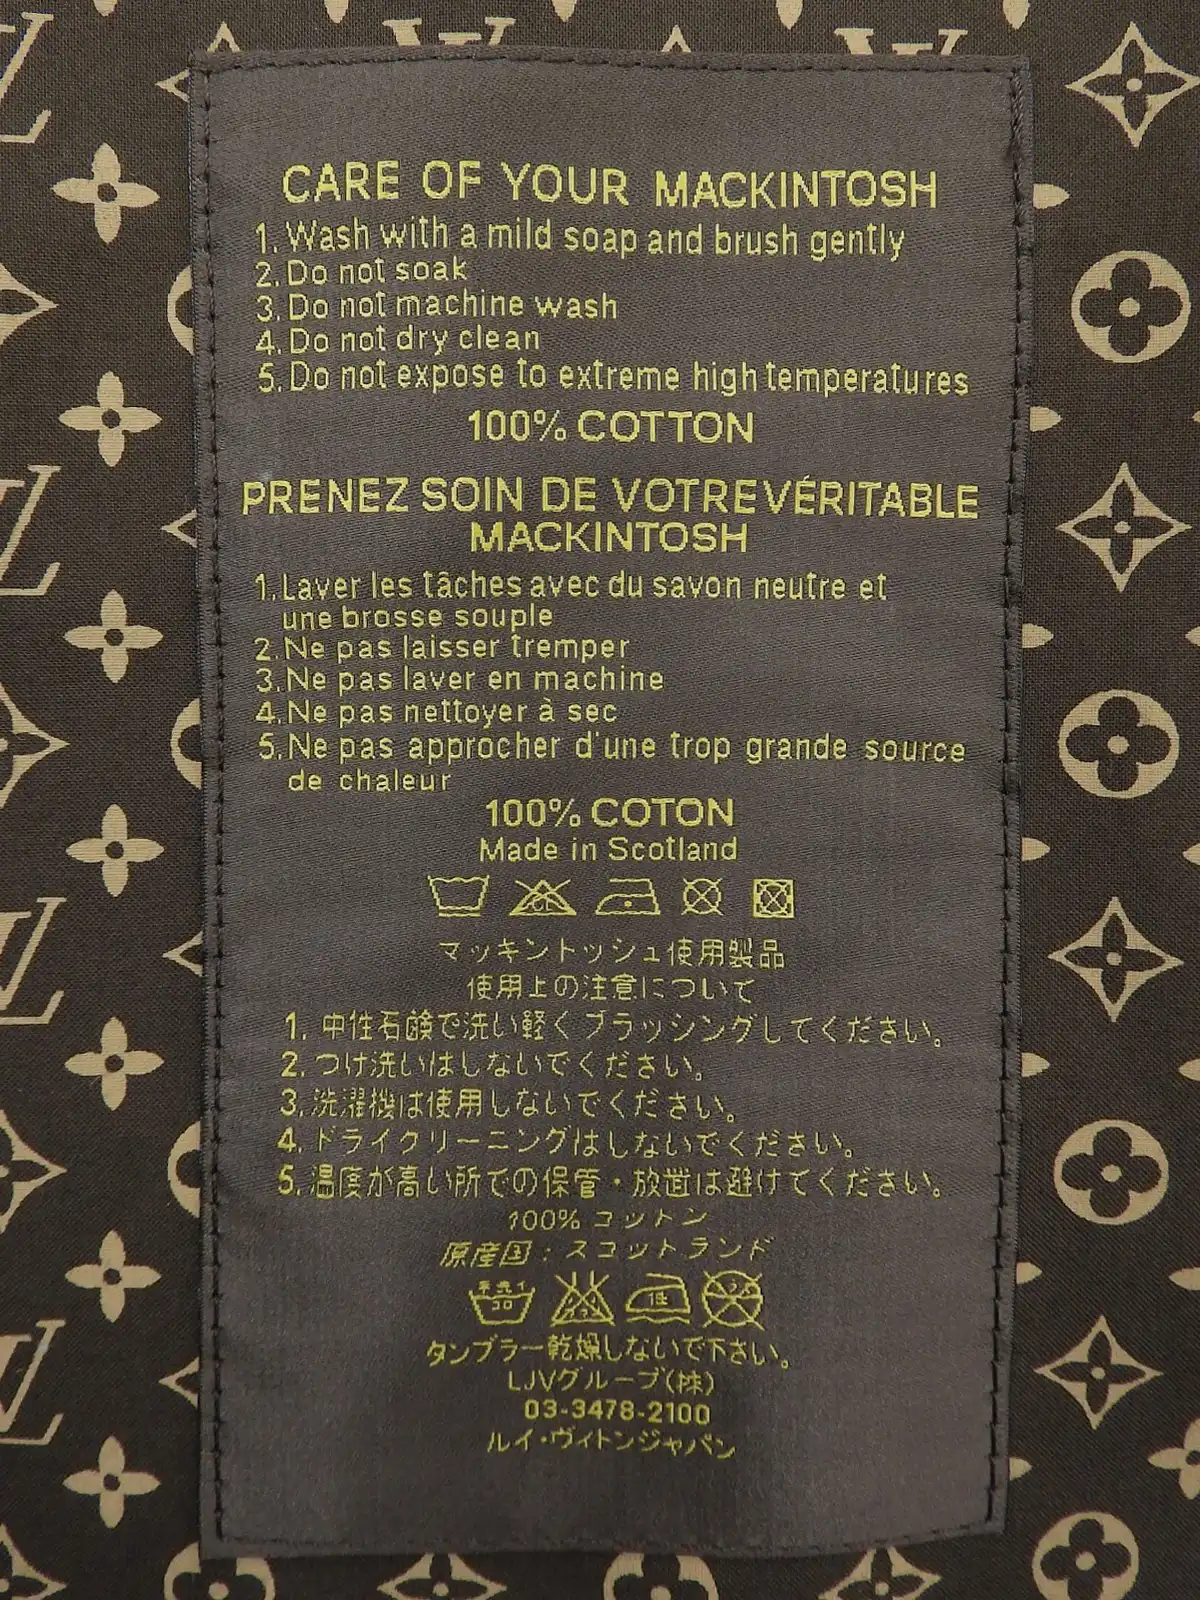 CARE OF YOUR MACKINTOSH
1. Wash with a mild soap and brush gently
2. Do not soak
3. Do not machine wash
4. Do not dry clean
5. Do not expose to extreme high temperatures
100% COTTON
PRENEZ SOIN DE VOTRE VÉRITABLE
MACKINTOSH
1. Laver les tâches avec du savon neutre et
une brosse souple
2. Ne pas laisser tremper
3. Ne pas laver en machine
4. Ne pas nettoyer à sec
5. Ne pas approcher d'une trop grande source
de chaleur
100% COTON
Made in Scotland
CL
マッキントッシュ使用製品
使用上の注意について
1. 中性石鹸で洗い軽くブラッシングしてください。
2. つけ洗いはしないでください。
3. 洗濯機は使用しないでください。
4. ドライクリーニングはしないでください。
5. 温度が高い所での保管・放置は避けてください。
100% コットン
原産国：スコットランド
手洗イ
30 低
タンブラー乾燥しないで下さい。
LJVグループ(株)
03-3478-2100
ルイ・ヴィトンジャパン